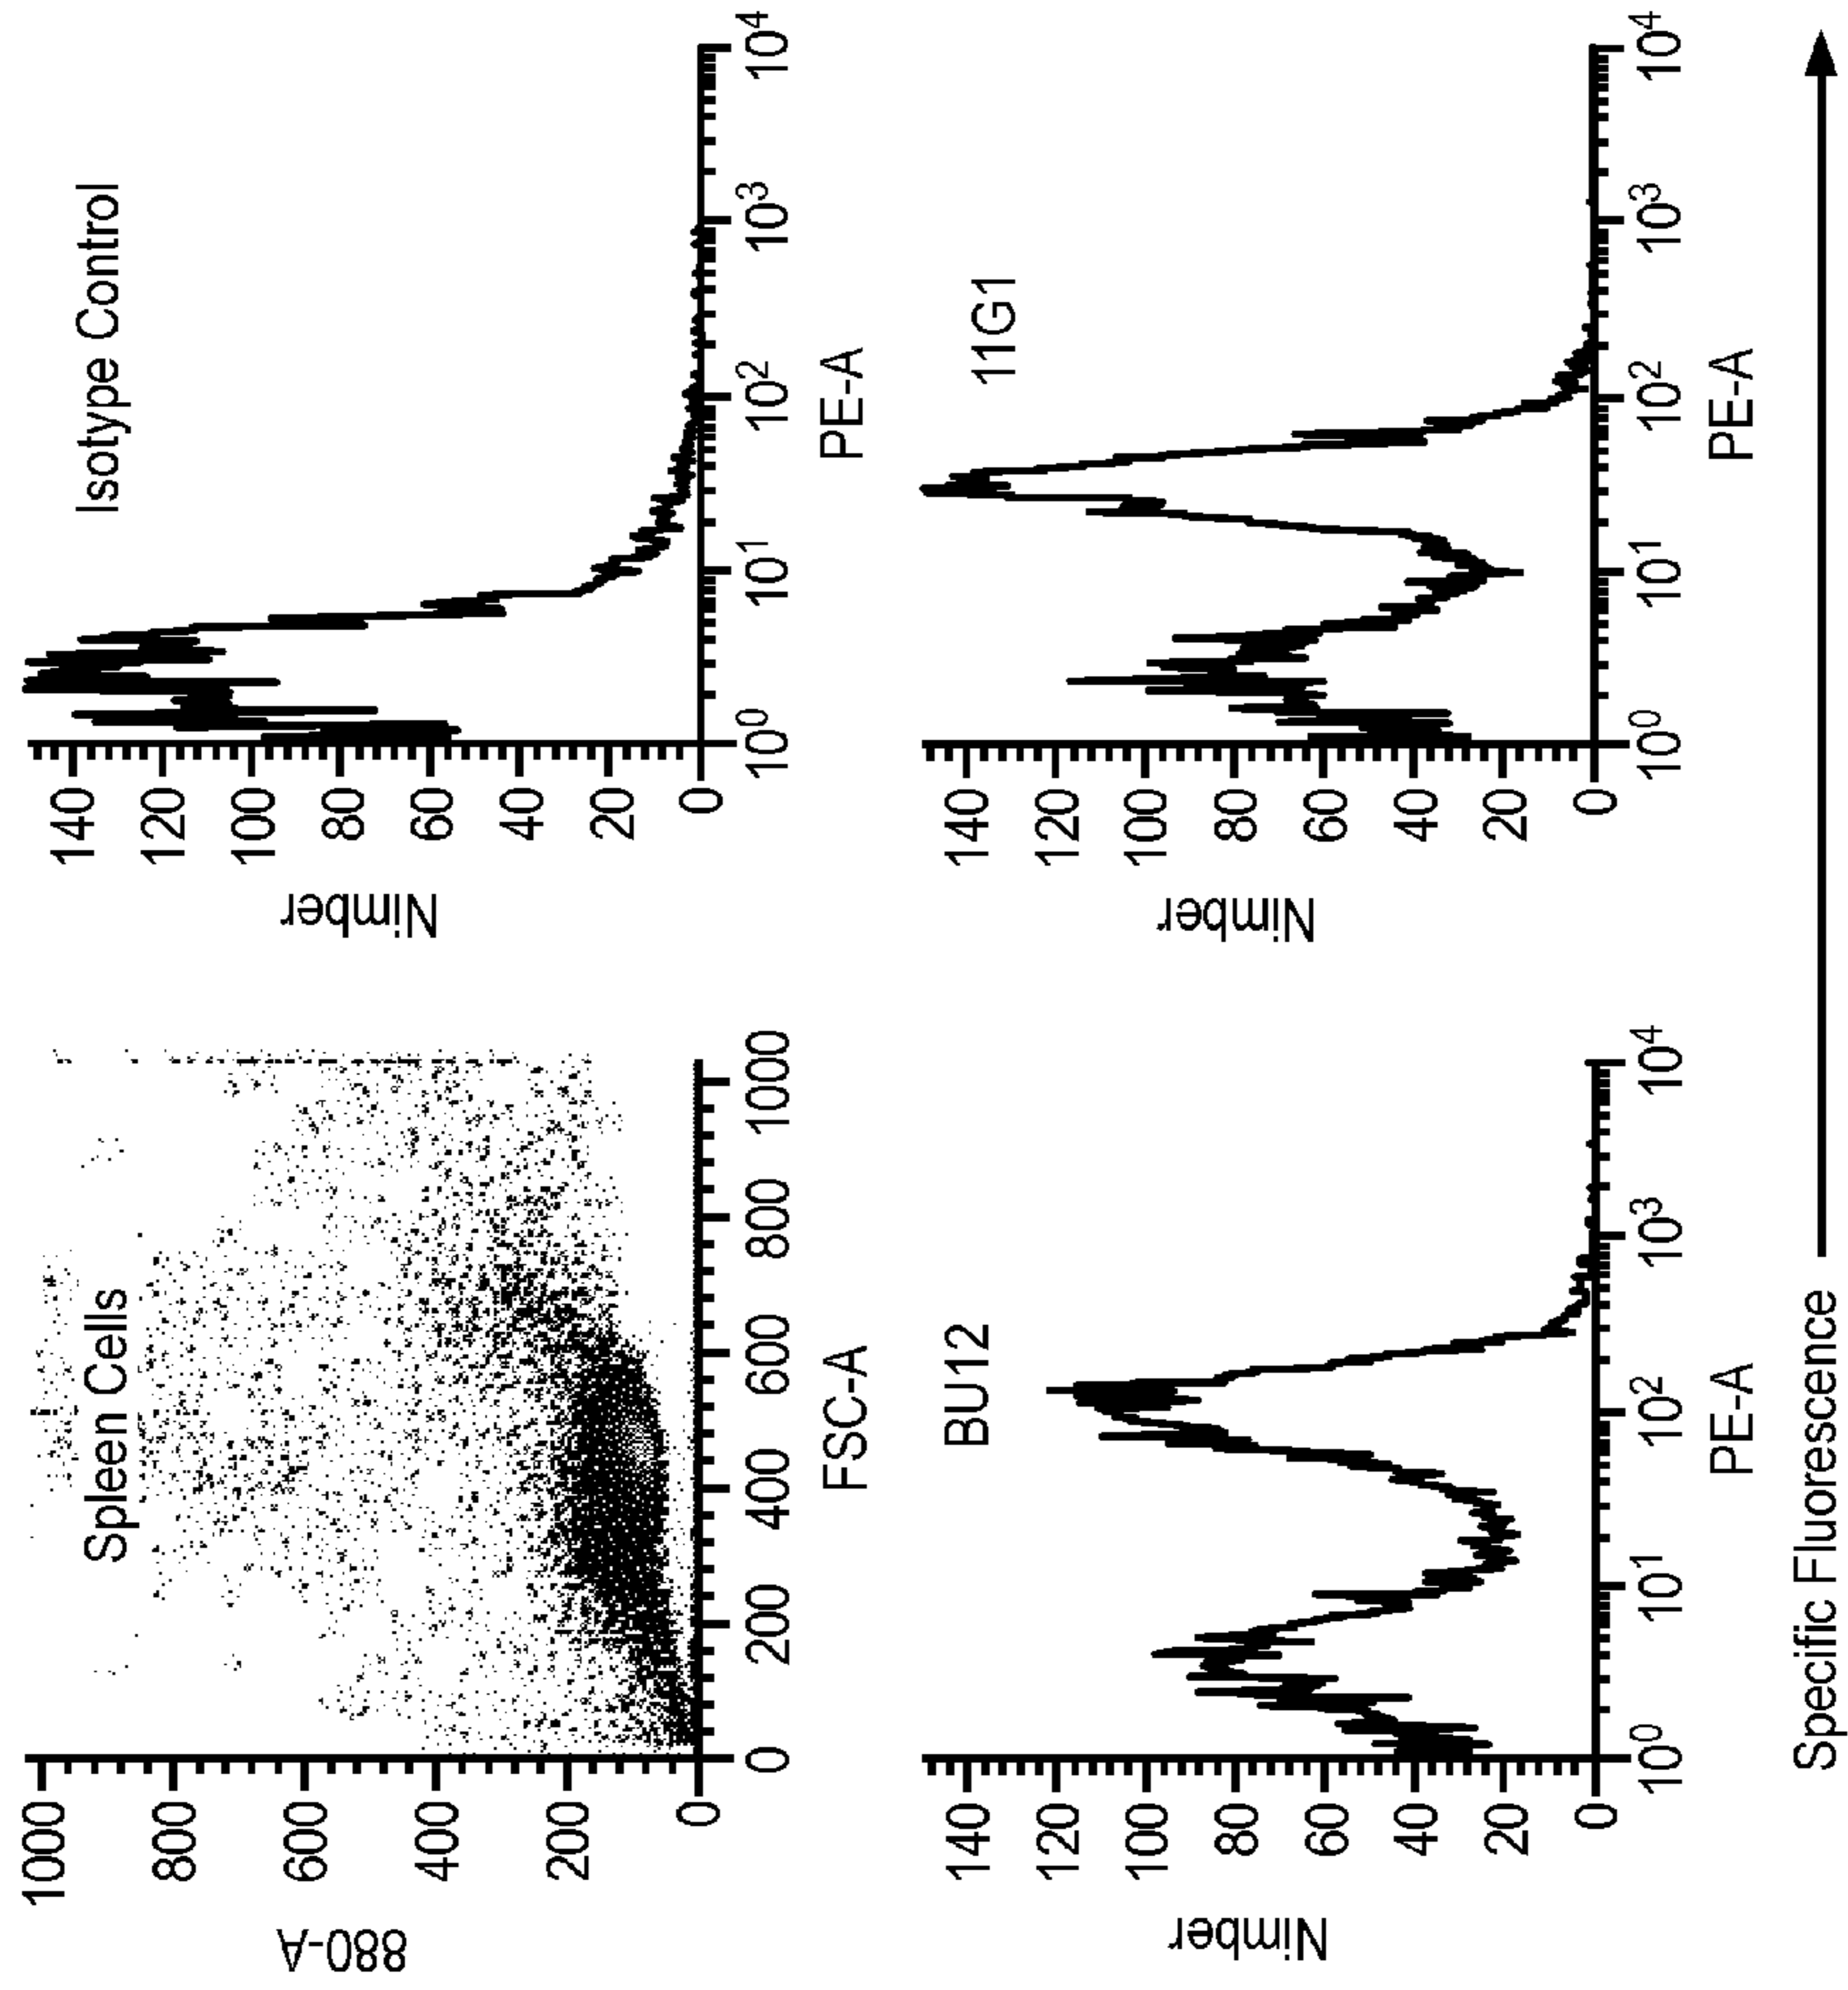 Spleen Cells
880-A
1000
800
600
400
200
0
0 200 400 600 800 1000
FSC-A
Isotype Control
Nimber
140
120
100
80
60
40
20
0
10⁰ 10¹ 10² 10³ 10⁴
PE-A
BU12
Nimber
140
120
100
80
60
40
20
0
10⁰ 10¹ 10² 10³ 10⁴
PE-A
11G1
Nimber
140
120
100
80
60
40
20
0
10⁰ 10¹ 10² 10³ 10⁴
PE-A
Specific Fluorescence